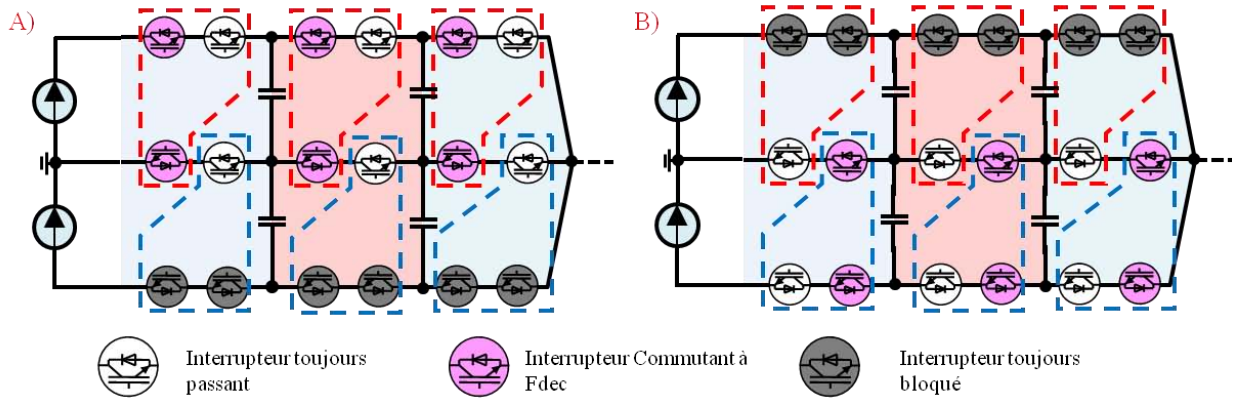 A)
B)
Interrupteur toujours
passant
Interrupteur Commutant à
Fdec
Interrupteur toujours
bloqué